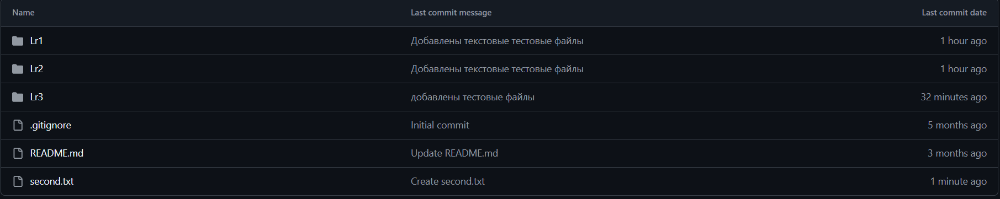 Name Last commit message Last commit date
Lr1 Добавлены текстовые тестовые файлы 1 hour ago
Lr2 Добавлены текстовые тестовые файлы 1 hour ago
Lr3 добавлены тестовые файлы 32 minutes ago
.gitignore Initial commit 5 months ago
README.md Update README.md 3 months ago
second.txt Create second.txt 1 minute ago